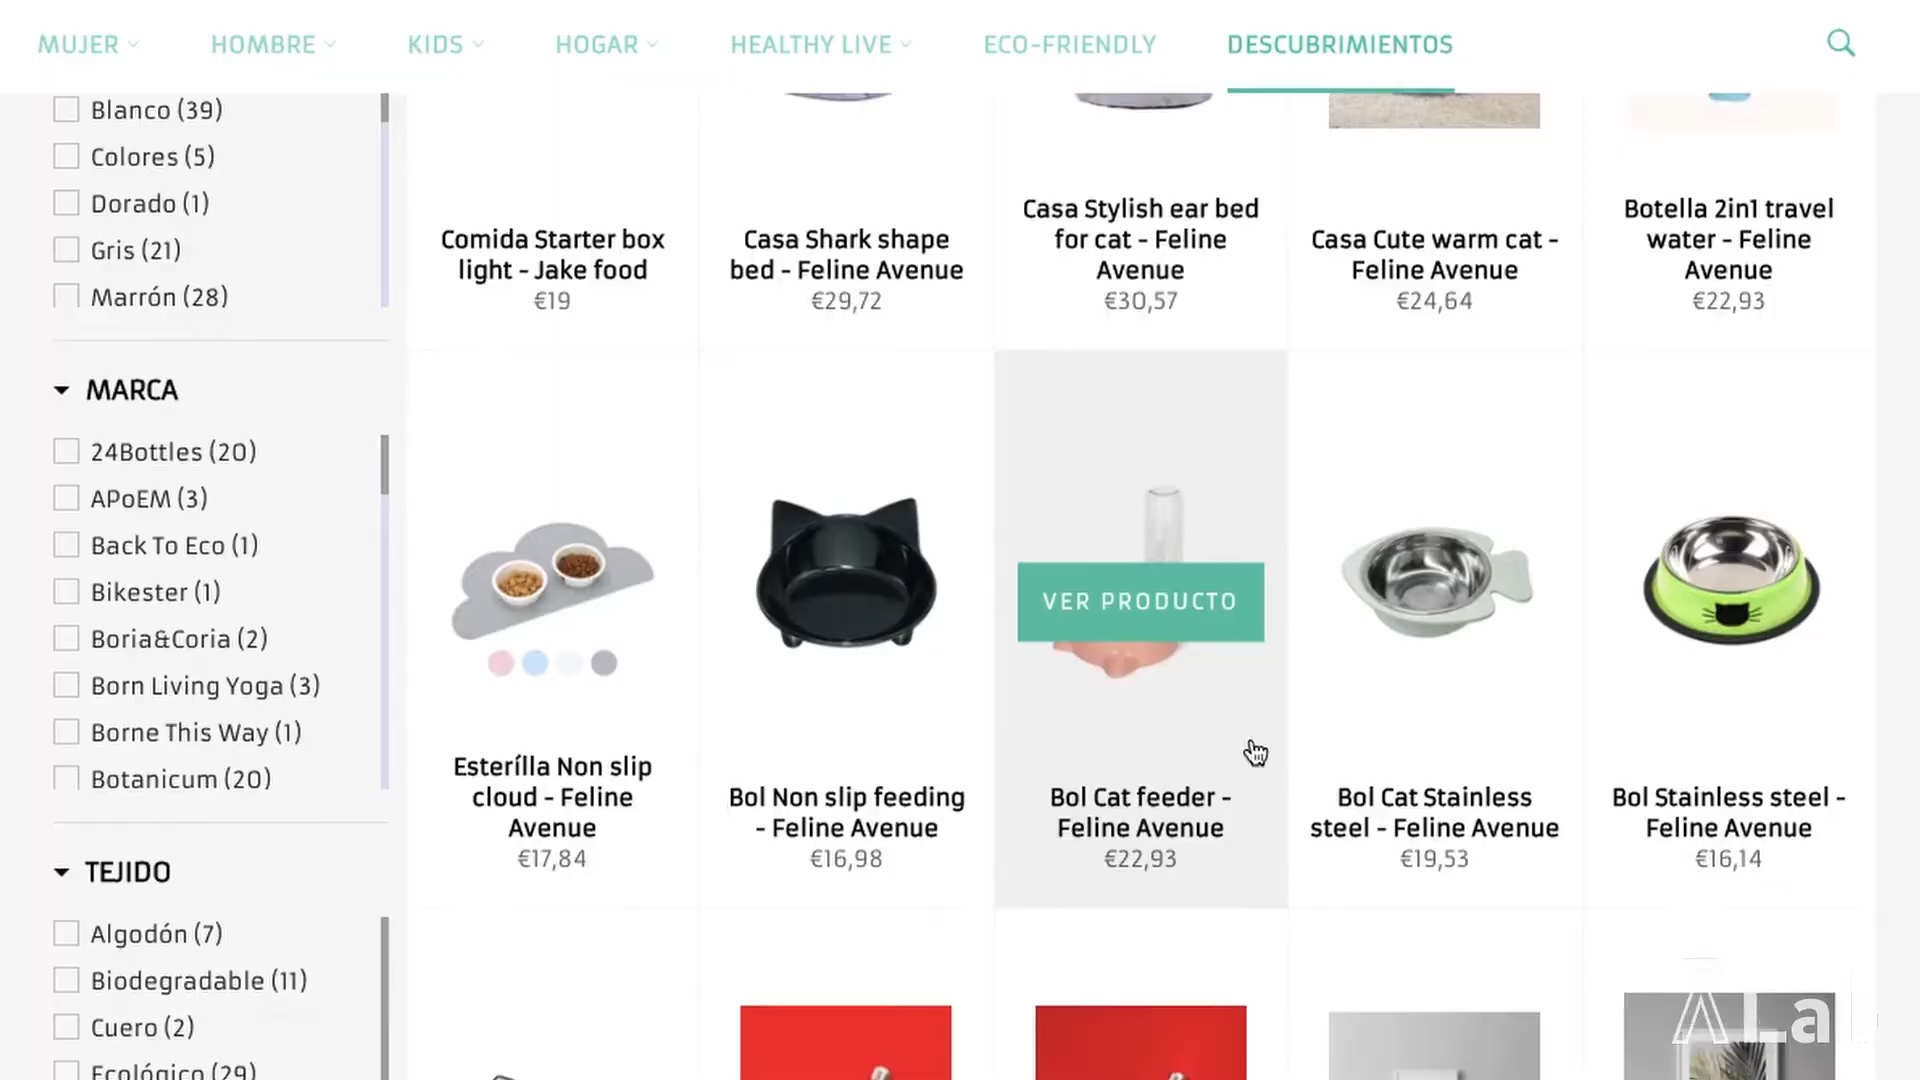 MUJER
HOMBRE
KIDS
HOGAR
HEALTHY LIVE
ECO-FRIENDLY
DESCUBRIMIENTOS
Blanco (39)
Colores (5)
Dorado (1)
Gris (21)
Marrón (28)
MARCA
24Bottles (20)
APoEM (3)
Back To Eco (1)
Bikester (1)
Boria&Coria (2)
Born Living Yoga (3)
Borne This Way (1)
Botanicum (20)
TEJIDO
Algodón (7)
Biodegradable (11)
Cuero (2)
Ecológico (29)
Comida Starter box
light - Jake food
€19
Casa Shark shape
bed - Feline Avenue
€29,72
Casa Stylish ear bed
for cat - Feline
Avenue
€30,57
Casa Cute warm cat -
Feline Avenue
€24,64
Botella 2in1 travel
water - Feline
Avenue
€22,93
Esterílla Non slip
cloud - Feline
Avenue
€17,84
Bol Non slip feeding
- Feline Avenue
€16,98
VER PRODUCTO
Bol Cat feeder -
Feline Avenue
€22,93
Bol Cat Stainless
steel - Feline Avenue
€19,53
Bol Stainless steel -
Feline Avenue
€16,14